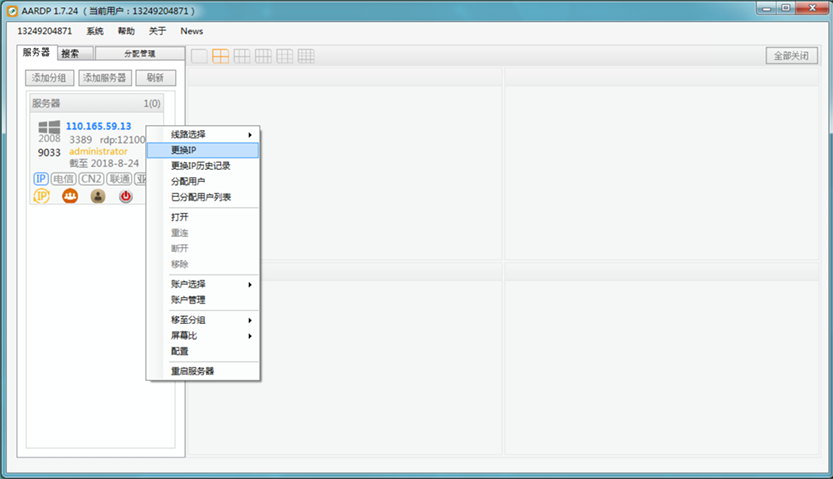 AARDP 1.7.24 （当前用户：13249204871 ）
13249204871 系统 帮助 关于 News
服务器 搜索 分配管理 全部关闭
添加分组 添加服务器 刷新
服务器 1(0)
110.165.59.13
2008 3389 rdp:12100
9033 administrator
截至 2018-8-24
IP 电信 CN2 联通 亚
IP
线路选择
更换IP
更换IP历史记录
分配用户
已分配用户列表
打开
重连
断开
移除
账户选择
账户管理
移至分组
屏幕比
配置
重启服务器